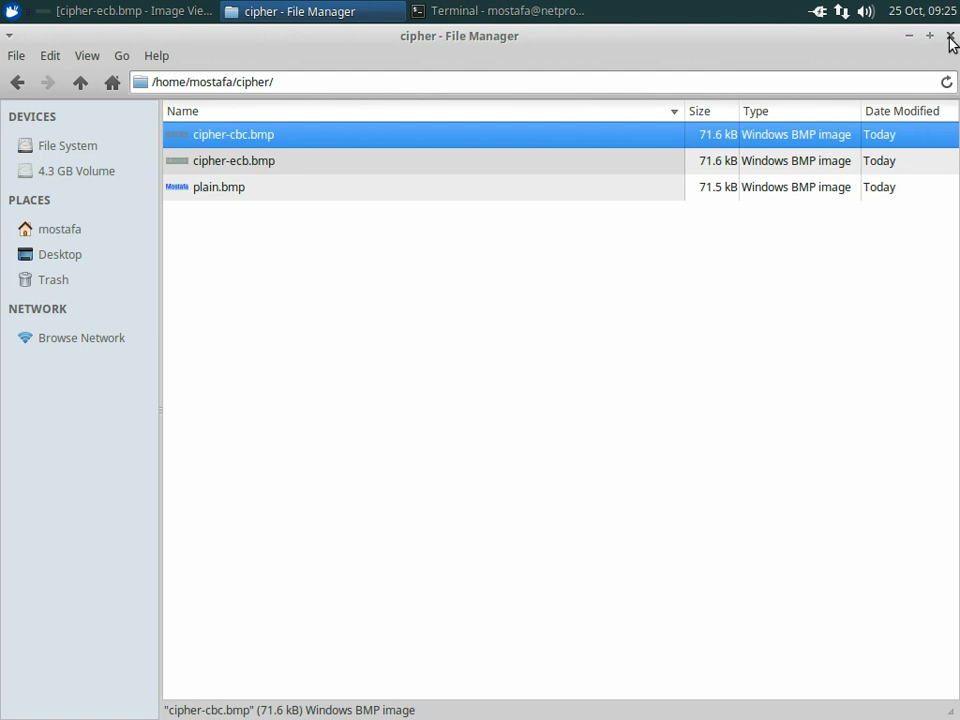 [cipher-ecb.bmp - Image Vie... cipher - File Manager Terminal - mostafa@netpro... 25 Oct, 09:25
cipher - File Manager
File Edit View Go Help
/home/mostafa/cipher/
DEVICES
File System
4.3 GB Volume
PLACES
mostafa
Desktop
Trash
NETWORK
Browse Network
Name Size Type Date Modified
cipher-cbc.bmp 71.6 kB Windows BMP image Today
cipher-ecb.bmp 71.6 kB Windows BMP image Today
Mostafa plain.bmp 71.5 kB Windows BMP image Today
"cipher-cbc.bmp" (71.6 kB) Windows BMP image